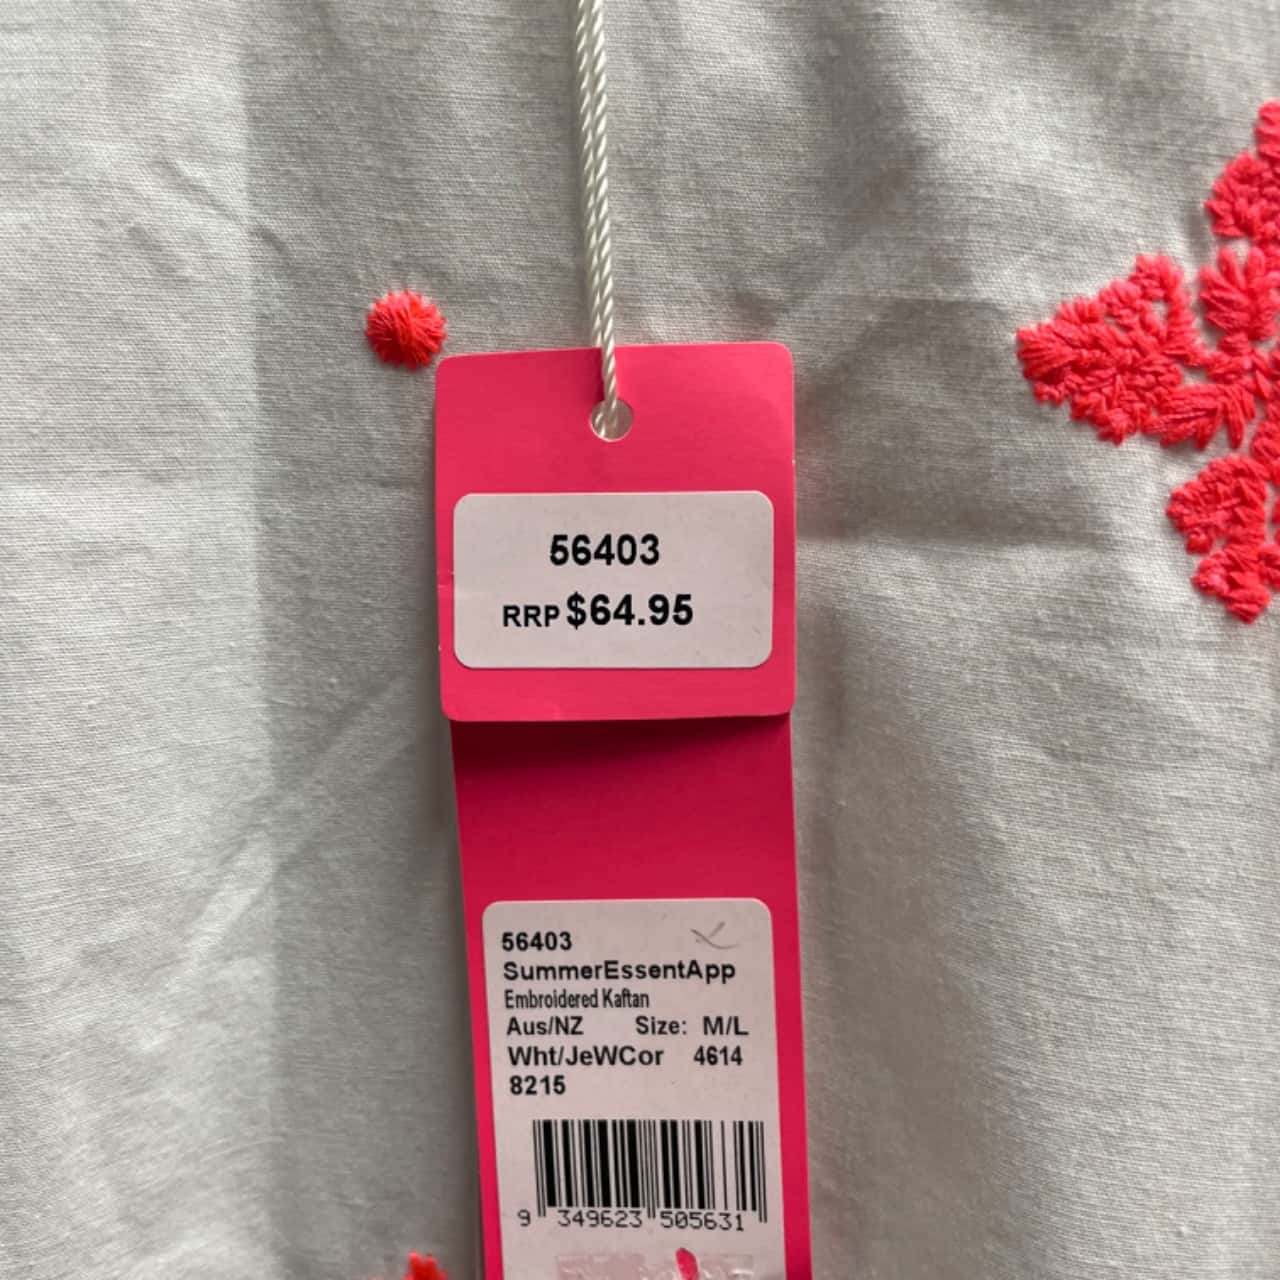 56403
RRP $64.95
56403
SummerEssentApp
Embroidered Kaftan
Aus/NZ Size: M/L
Wht/JeWCor 4614
8215
9 349623 505631